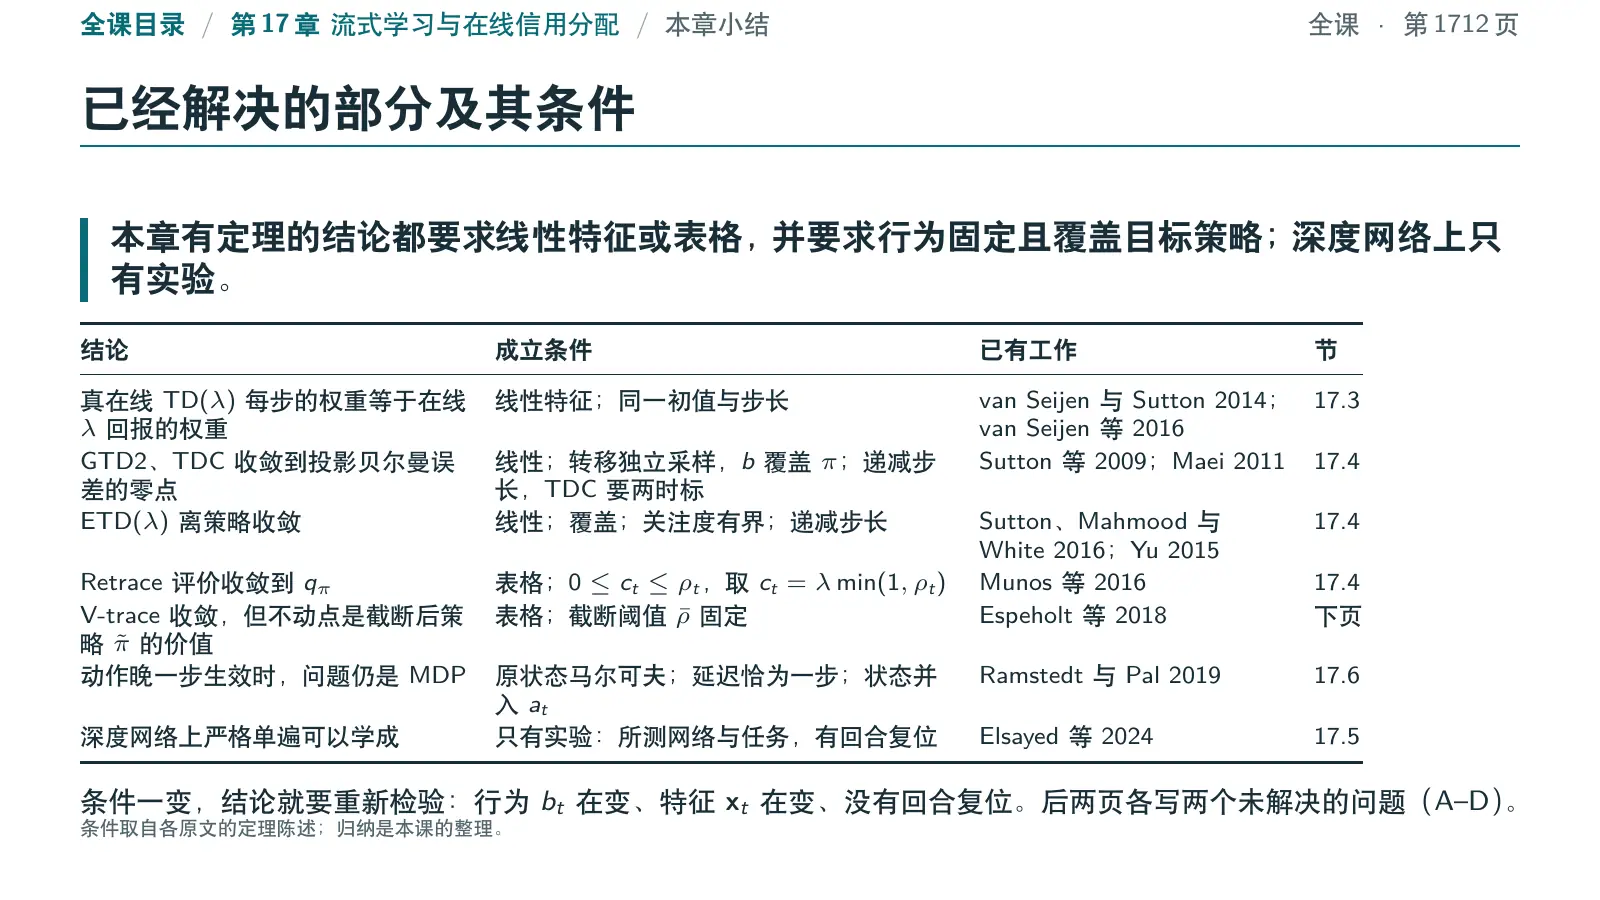 全课目录 / 第 17 章 流式学习与在线信用分配 / 本章小结
全课 · 第 1712 页
已经解决的部分及其条件
本章有定理的结论都要求线性特征或表格，并要求行为固定且覆盖目标策略；深度网络上只
有实验。
结论 成立条件 已有工作 节
真在线 TD(λ) 每步的权重等于在线 线性特征；同一初值与步长 van Seijen 与 Sutton 2014； 17.3
λ 回报的权重 van Seijen 等 2016
GTD2、TDC 收敛到投影贝尔曼误 线性；转移独立采样，b 覆盖 π；递减步 Sutton 等 2009；Maei 2011 17.4
差的零点 长，TDC 要两时标
ETD(λ) 离策略收敛 线性；覆盖；关注度有界；递减步长 Sutton、Mahmood 与 17.4
White 2016；Yu 2015
Retrace 评价收敛到 qπ 表格；0 ≤ ct ≤ ρt，取 ct = λ min(1, ρt) Munos 等 2016 17.4
V-trace 收敛，但不动点是截断后策 表格；截断阈值 ρ̄ 固定 Espeholt 等 2018 下页
略 π̃ 的价值
动作晚一步生效时，问题仍是 MDP 原状态马尔可夫；延迟恰为一步；状态并 Ramstedt 与 Pal 2019 17.6
入 at
深度网络上严格单遍可以学成 只有实验：所测网络与任务，有回合复位 Elsayed 等 2024 17.5
条件一变，结论就要重新检验：行为 bt 在变、特征 xt 在变、没有回合复位。后两页各写两个未解决的问题（A–D）。
条件取自各原文的定理陈述；归纳是本课的整理。